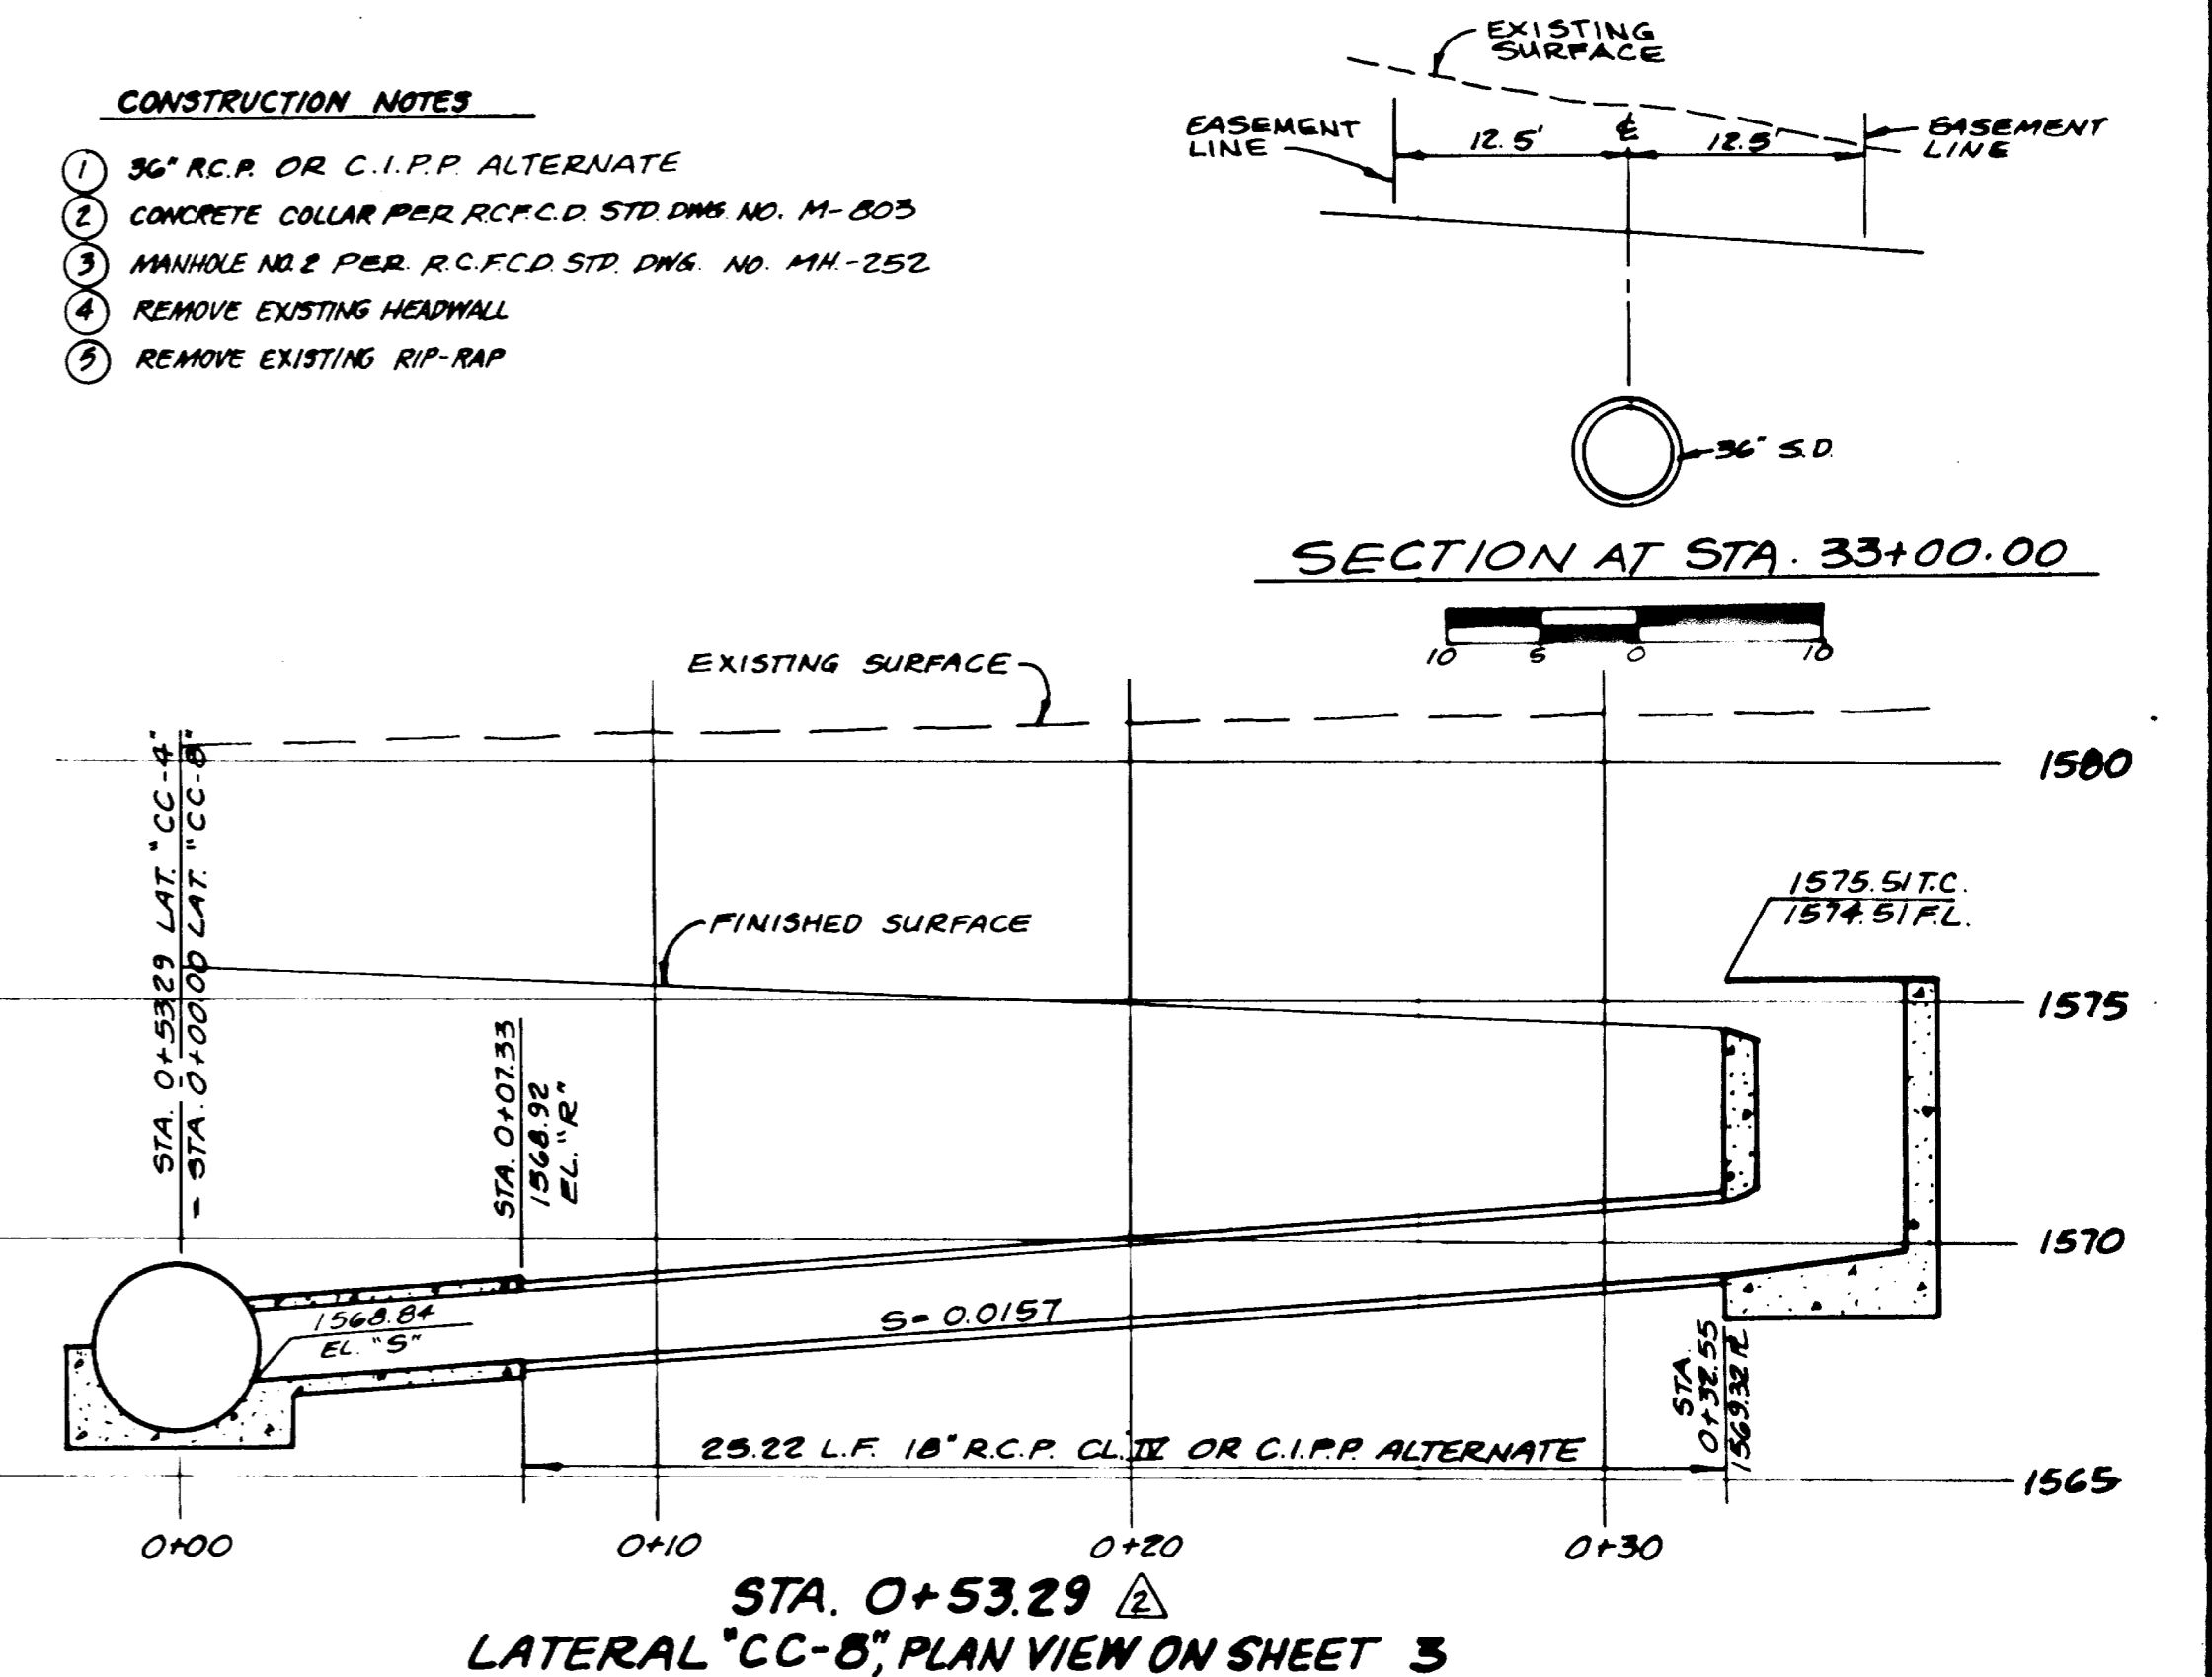 CONSTRUCTION NOTES
1 36" R.C.P. OR C.I.P.P. ALTERNATE
2 CONCRETE COLLAR PER R.C.F.C.D. STD. DWG. NO. M-803
3 MANHOLE NO. 2 PER. R.C.F.C.D. STD. DWG. NO. MH.-252
4 REMOVE EXISTING HEADWALL
5 REMOVE EXISTING RIP-RAP
EXISTING
SURFACE
EASEMENT
LINE
12.5'
℄
12.5'
EASEMENT
LINE
36" S.D.
SECTION AT STA. 33+00.00
10 5 0 10
EXISTING SURFACE
STA. 0+53.29 LAT. "CC-4"
STA. 0+00.00 LAT. "CC-8"
1580
1575.51 T.C.
1574.51 F.L.
FINISHED SURFACE
1575
STA. 0+07.33
1568.92
EL. "R"
1570
1568.84
EL. "S"
S=0.0157
STA.
0+32.55
1569.32 R
25.22 L.F. 18" R.C.P. CL. IV OR C.I.P.P. ALTERNATE
1565
0+00 0+10 0+20 0+30
STA. 0+53.29 2
LATERAL "CC-8", PLAN VIEW ON SHEET 3